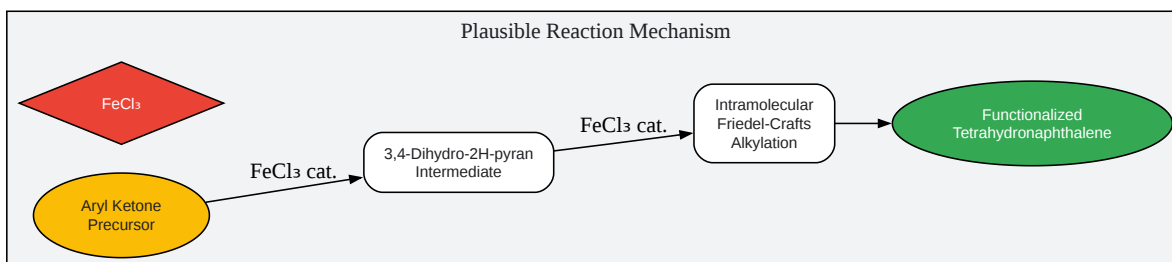 Plausible Reaction Mechanism
FeCl₃
Aryl Ketone
Precursor
FeCl₃ cat.
3,4-Dihydro-2H-pyran
Intermediate
FeCl₃ cat.
Intramolecular
Friedel-Crafts
Alkylation
Functionalized
Tetrahydronaphthalene